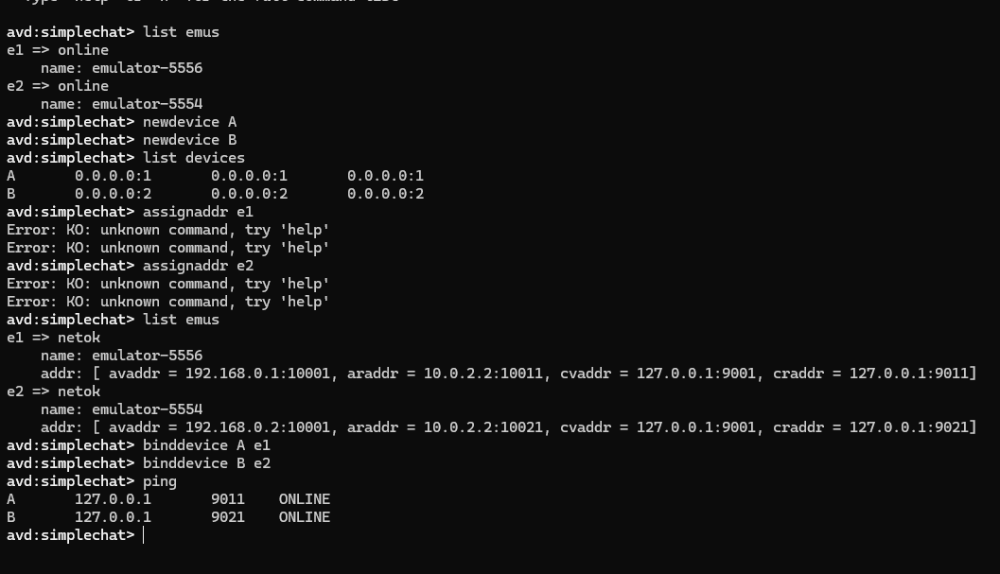 avd:simplechat> list emus
e1 => online
    name: emulator-5556
e2 => online
    name: emulator-5554
avd:simplechat> newdevice A
avd:simplechat> newdevice B
avd:simplechat> list devices
A       0.0.0.0:1       0.0.0.0:1       0.0.0.0:1
B       0.0.0.0:2       0.0.0.0:2       0.0.0.0:2
avd:simplechat> assignaddr e1
Error: KO: unknown command, try 'help'
Error: KO: unknown command, try 'help'
avd:simplechat> assignaddr e2
Error: KO: unknown command, try 'help'
Error: KO: unknown command, try 'help'
avd:simplechat> list emus
e1 => netok
    name: emulator-5556
    addr: [ avaddr = 192.168.0.1:10001, araddr = 10.0.2.2:10011, cvaddr = 127.0.0.1:9001, craddr = 127.0.0.1:9011]
e2 => netok
    name: emulator-5554
    addr: [ avaddr = 192.168.0.2:10001, araddr = 10.0.2.2:10021, cvaddr = 127.0.0.1:9001, craddr = 127.0.0.1:9021]
avd:simplechat> binddevice A e1
avd:simplechat> binddevice B e2
avd:simplechat> ping
A       127.0.0.1       9011    ONLINE
B       127.0.0.1       9021    ONLINE
avd:simplechat>